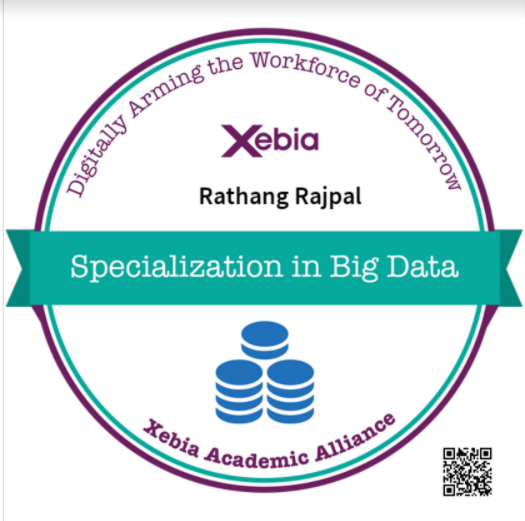 Digitally Arming the Workforce of Tomorrow
Xebia
Rathang Rajpal
Specialization in Big Data
Xebia Academic Alliance